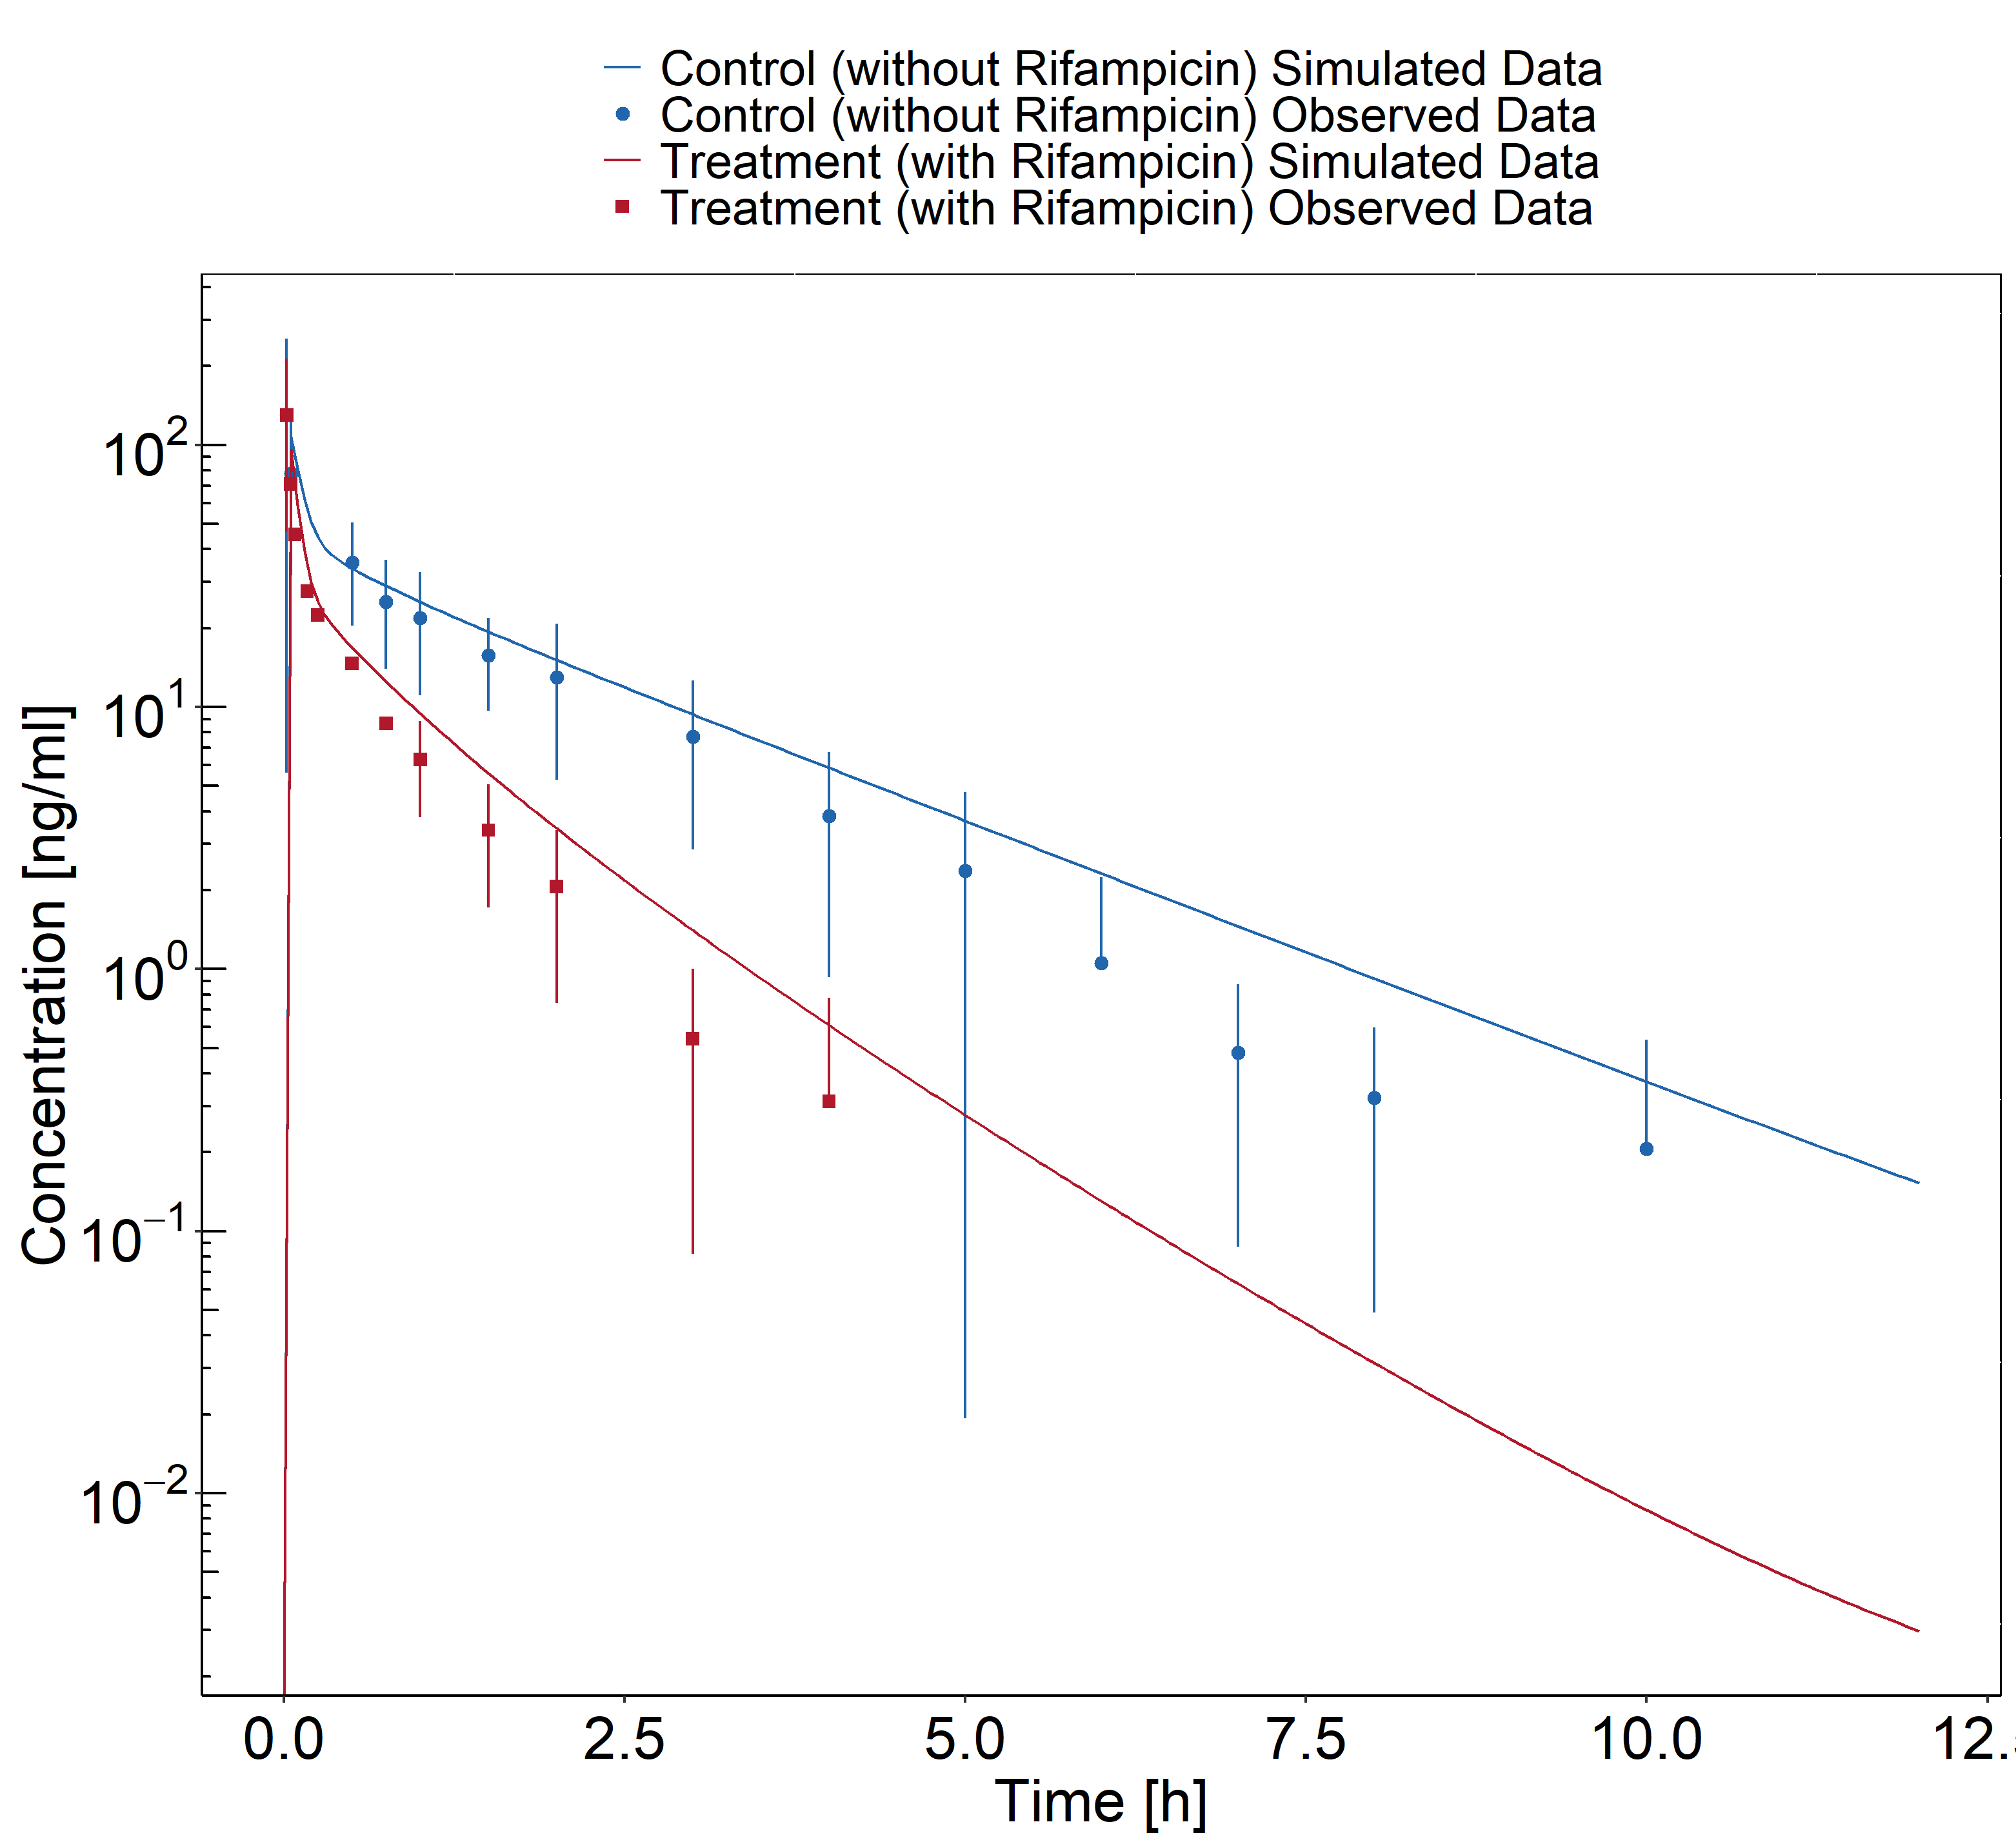 Control (without Rifampicin) Simulated Data
Control (without Rifampicin) Observed Data
Treatment (with Rifampicin) Simulated Data
Treatment (with Rifampicin) Observed Data
Concentration [ng/ml]
10²
10¹
10⁰
10⁻¹
10⁻²
0.0 2.5 5.0 7.5 10.0 12.
Time [h]